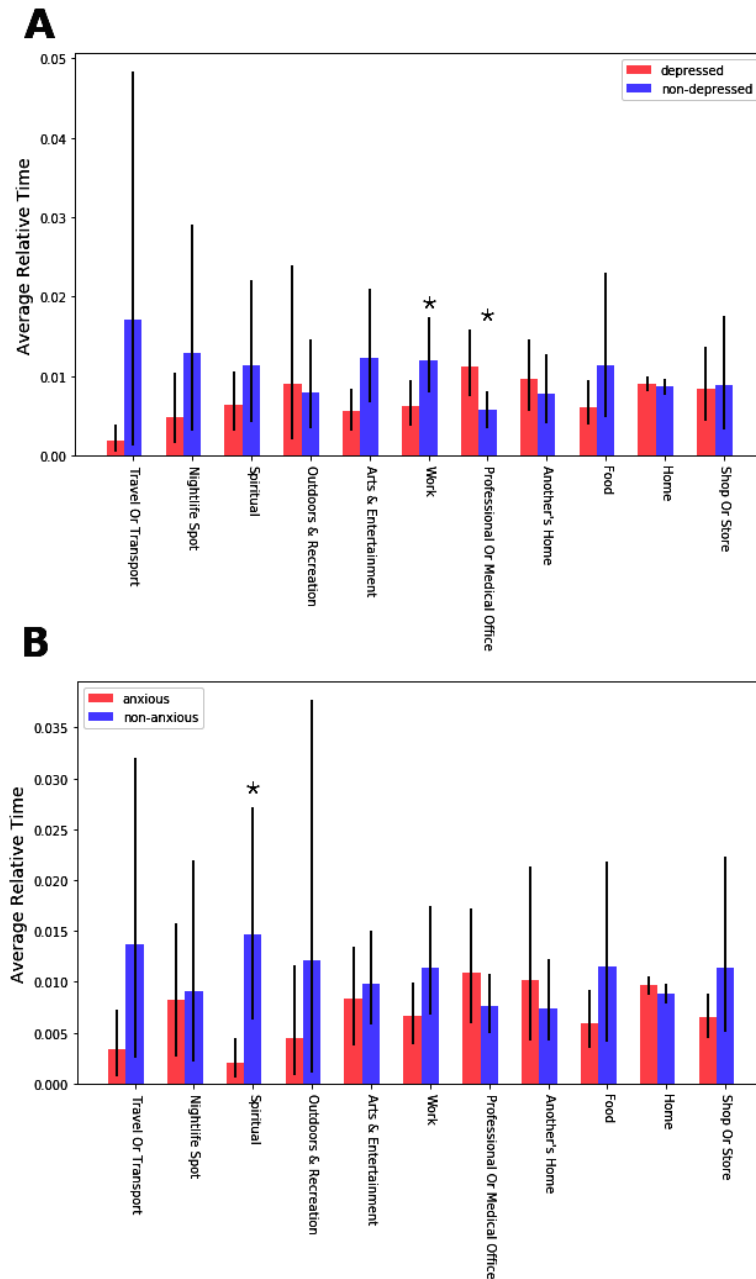 A
0.05
0.04
0.03
0.02
0.01
0.00
Average Relative Time
depressed
non-depressed
*
*
Travel Or Transport
Nightlife Spot
Spiritual
Outdoors & Recreation
Arts & Entertainment
Work
Professional Or Medical Office
Another's Home
Food
Home
Shop Or Store
B
anxious
non-anxious
0.035
0.030
0.025
0.020
0.015
0.010
0.005
0.000
Average Relative Time
*
Travel Or Transport
Nightlife Spot
Spiritual
Outdoors & Recreation
Arts & Entertainment
Work
Professional Or Medical Office
Another's Home
Food
Home
Shop Or Store